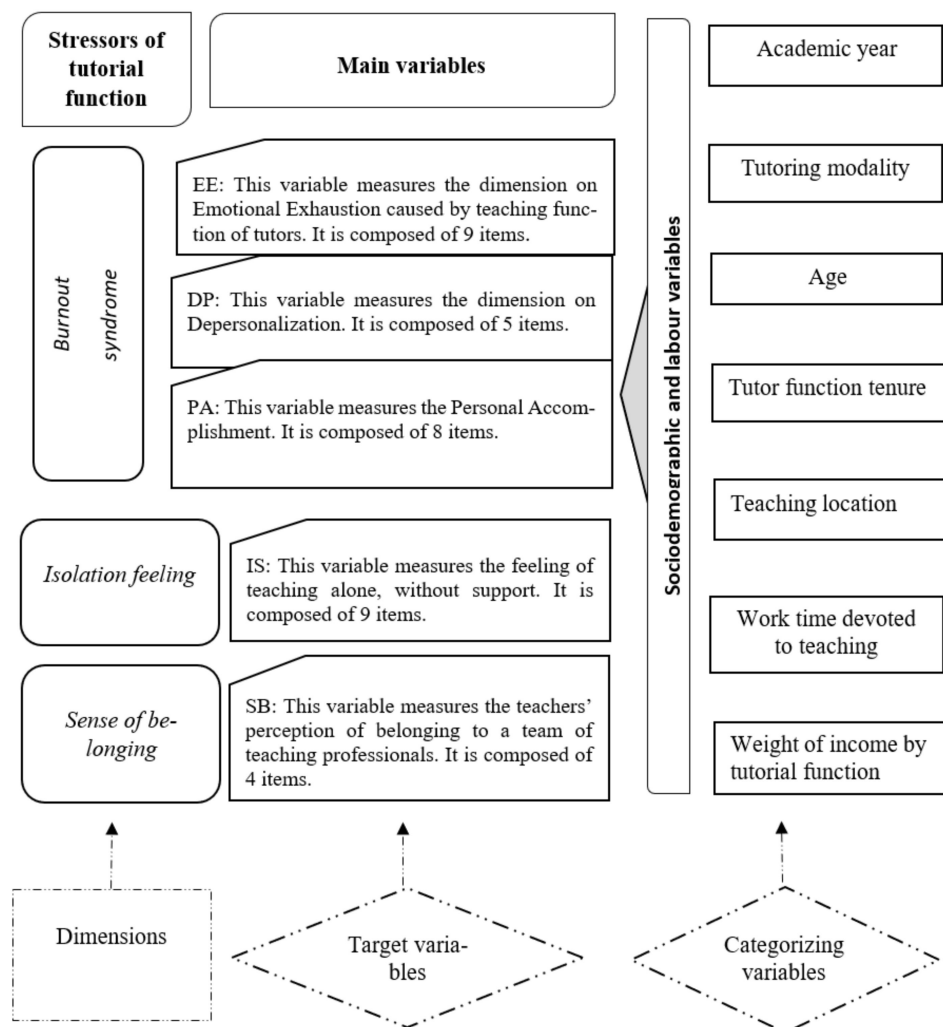 Stressors of
tutorial
function
Main variables
Burnout
syndrome
EE: This variable measures the dimension on
Emotional Exhaustion caused by teaching func-
tion of tutors. It is composed of 9 items.
DP: This variable measures the dimension on
Depersonalization. It is composed of 5 items.
PA: This variable measures the Personal Accom-
plishment. It is composed of 8 items.
Isolation feeling
IS: This variable measures the feeling of
teaching alone, without support. It is
composed of 9 items.
Sense of be-
longing
SB: This variable measures the teachers’
perception of belonging to a team of
teaching professionals. It is composed of
4 items.
Sociodemographic and labour variables
Academic year
Tutoring modality
Age
Tutor function tenure
Teaching location
Work time devoted
to teaching
Weight of income by
tutorial function
Dimensions
Target varia-
bles
Categorizing
variables